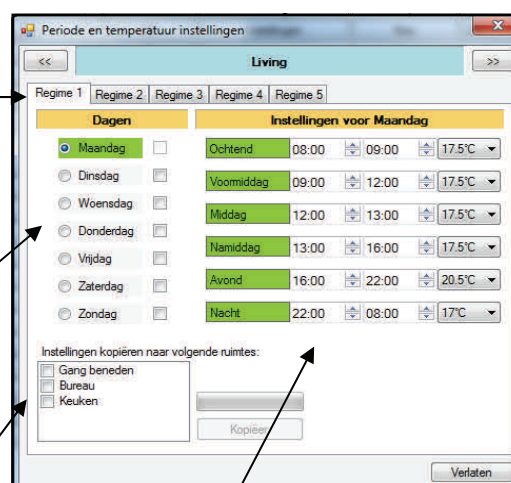 Periode en temperatuur instellingen
<< Living >>
Regime 1 Regime 2 Regime 3 Regime 4 Regime 5
Dagen Instellingen voor Maandag
Maandag Ochtend 08:00 09:00 17.5°C
Dinsdag Voormiddag 09:00 12:00 17.5°C
Woensdag Middag 12:00 13:00 17.5°C
Donderdag
Vrijdag Namiddag 13:00 16:00 17.5°C
Zaterdag Avond 16:00 22:00 20.5°C
Zondag Nacht 22:00 08:00 17°C
Instellingen kopiëren naar volgende ruimtes:
Gang beneden
Bureau
Keuken
Kopiëer
Verlaten